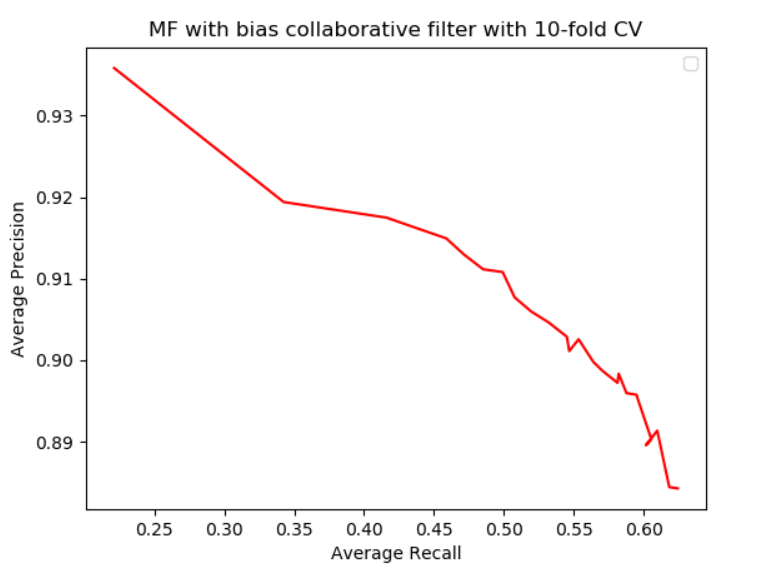 MF with bias collaborative filter with 10-fold CV
0.93
0.92
0.91
0.90
0.89
Average Precision
0.25 0.30 0.35 0.40 0.45 0.50 0.55 0.60
Average Recall